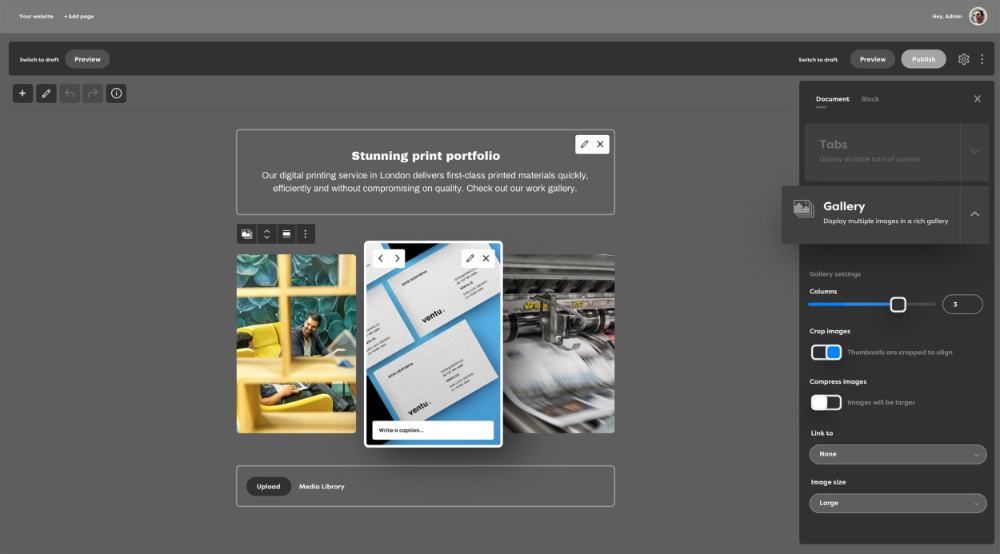 Your website
+ Add page
Hey, Admin
Switch to draft
Preview
Switch to draft
Preview
Publish
Document
Block
Tabs
Display multiple tabs of content
Gallery
Display multiple images in a rich gallery
Stunning print portfolio
Our digital printing service in London delivers first-class printed materials quickly,
efficiently and without compromising on quality. Check out our work gallery.
ventu.
ventu.
Write a caption...
Upload
Media Library
Gallery settings
Columns
3
Crop images
Thumbnails are cropped to align
Compress images
Images will be larger
Link to
None
Image size
Large